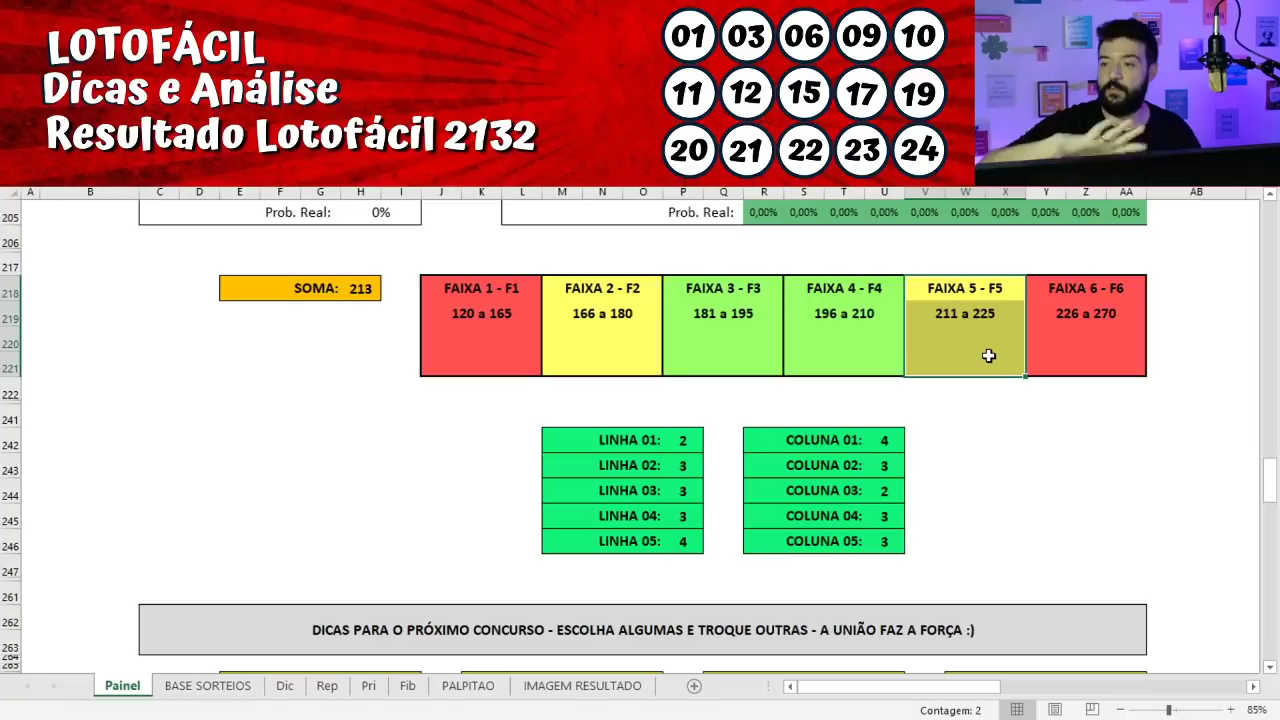 LOTOFÁCIL
Dicas e Análise
Resultado Lotofácil 2132
01 03 06 09 10
11 12 15 17 19
20 21 22 23 24
A B C D E F G H I J K L M N O P Q R S T U V W X Y Z AA AB
205 Prob. Real: 0% Prob. Real: 0,00% 0,00% 0,00% 0,00% 0,00% 0,00% 0,00% 0,00% 0,00% 0,00%
206
217
218 SOMA: 213 FAIXA 1 - F1 FAIXA 2 - F2 FAIXA 3 - F3 FAIXA 4 - F4 FAIXA 5 - F5 FAIXA 6 - F6
219 120 a 165 166 a 180 181 a 195 196 a 210 211 a 225 226 a 270
220
221
222
241
242 LINHA 01: 2 COLUNA 01: 4
243 LINHA 02: 3 COLUNA 02: 3
244 LINHA 03: 3 COLUNA 03: 2
245 LINHA 04: 3 COLUNA 04: 3
246 LINHA 05: 4 COLUNA 05: 3
247
261
262 DICAS PARA O PRÓXIMO CONCURSO - ESCOLHA ALGUMAS E TROQUE OUTRAS - A UNIÃO FAZ A FORÇA :)
263
264
265
Painel BASE SORTEIOS Dic Rep Pri Fib PALPITAO IMAGEM RESULTADO
Contagem: 2 85%